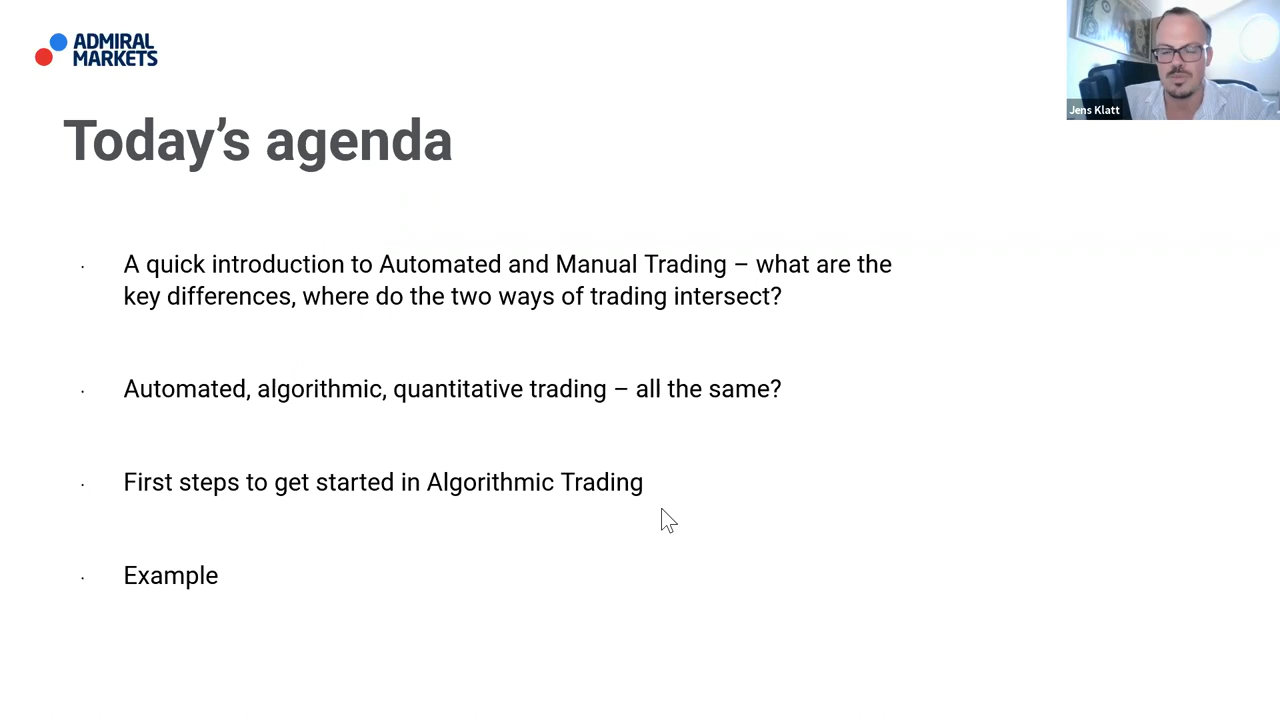 ADMIRAL
MARKETS
Jens Klatt
Today’s agenda
· A quick introduction to Automated and Manual Trading – what are the
key differences, where do the two ways of trading intersect?
· Automated, algorithmic, quantitative trading – all the same?
· First steps to get started in Algorithmic Trading
· Example